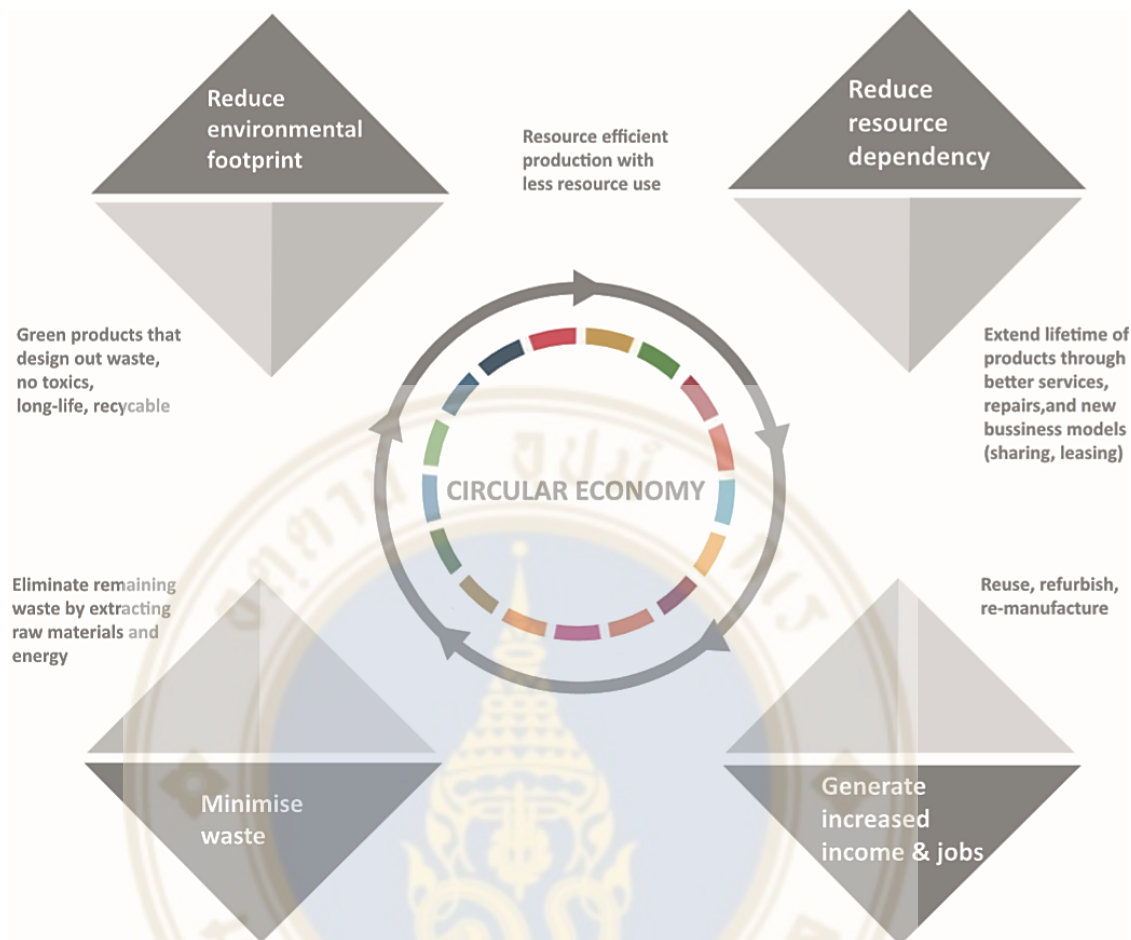 Reduce
environmental
footprint
Resource efficient
production with
less resource use
Reduce
resource
dependency
Green products that
design out waste,
no toxics,
long-life, recycable
Extend lifetime of
products through
better services,
repairs,and new
bussiness models
(sharing, leasing)
CIRCULAR ECONOMY
Eliminate remaining
waste by extracting
raw materials and
energy
Reuse, refurbish,
re-manufacture
Minimise
waste
Generate
increased
income & jobs